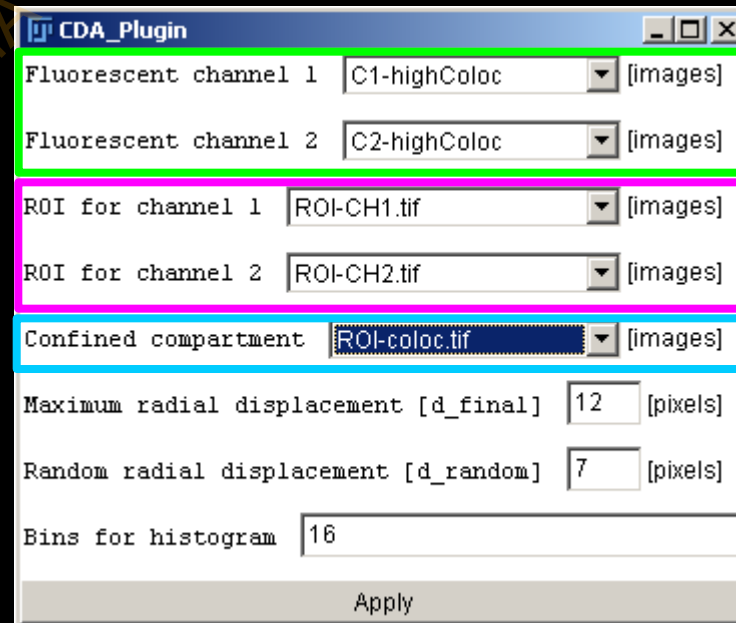 CDA_Plugin
Fluorescent channel 1 C1-highColoc [images]
Fluorescent channel 2 C2-highColoc [images]
ROI for channel 1 ROI-CH1.tif [images]
ROI for channel 2 ROI-CH2.tif [images]
Confined compartment ROI-coloc.tif [images]
Maximum radial displacement [d_final] 12 [pixels]
Random radial displacement [d_random] 7 [pixels]
Bins for histogram 16
Apply